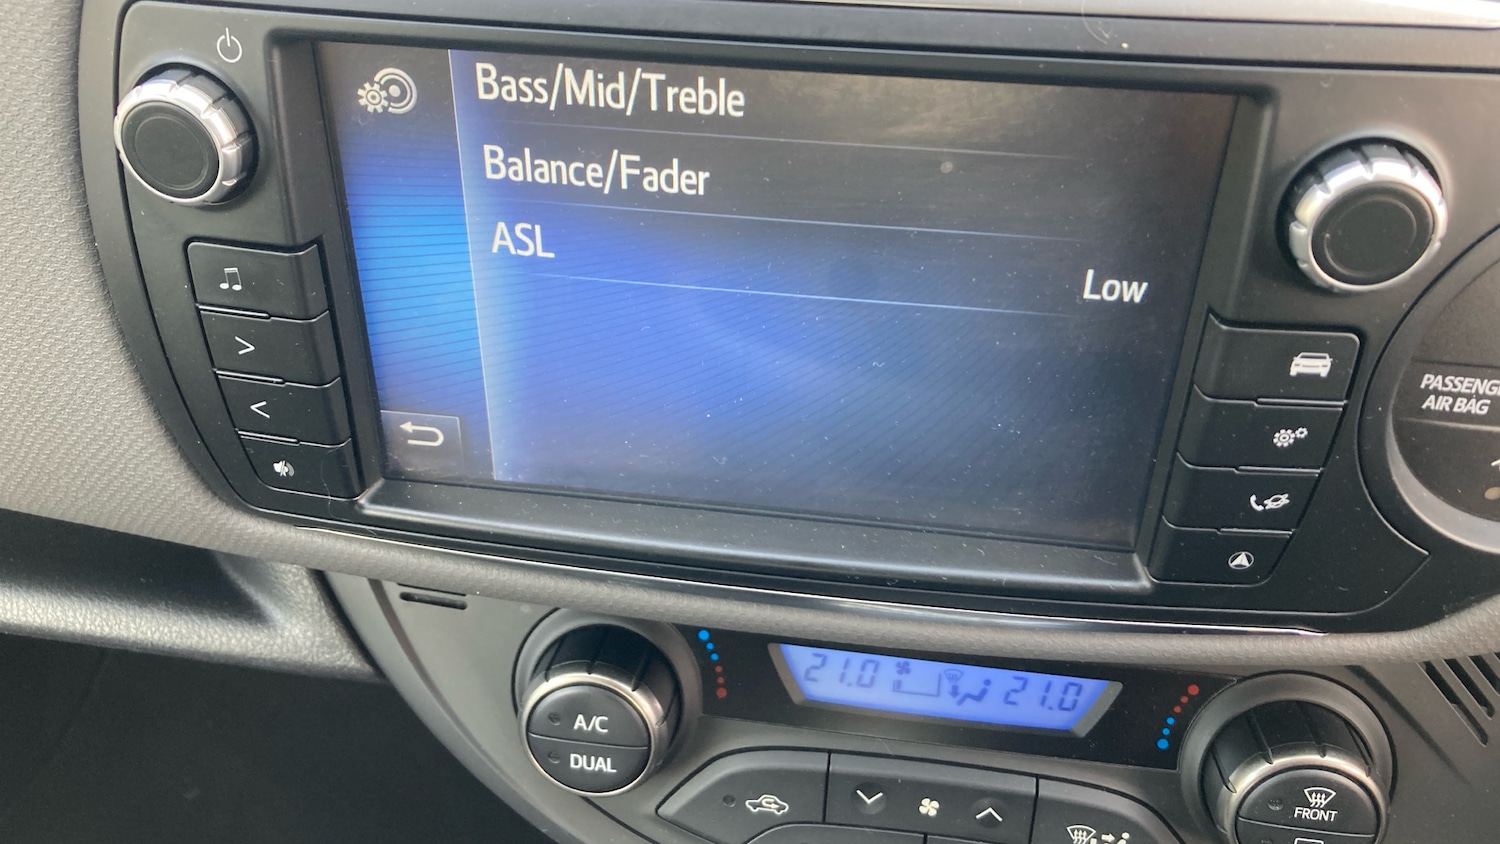 Bass/Mid/Treble
Balance/Fader
ASL
Low
PASSENG
AIR BAG
21.0
21.0
A/C
DUAL
FRONT